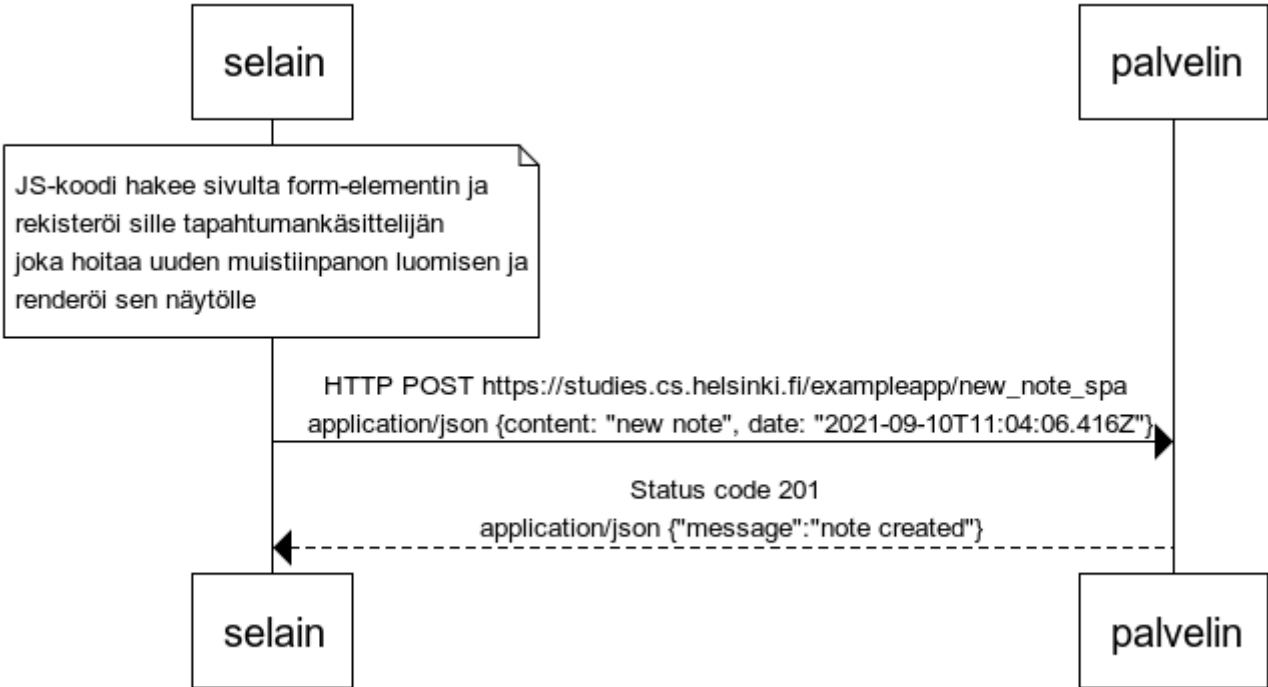 selain
palvelin
JS-koodi hakee sivulta form-elementin ja
rekisteröi sille tapahtumankäsittelijän
joka hoitaa uuden muistiinpanon luomisen ja
renderöi sen näytölle
HTTP POST https://studies.cs.helsinki.fi/exampleapp/new_note_spa
application/json {content: "new note", date: "2021-09-10T11:04:06.416Z"}
Status code 201
application/json {"message":"note created"}
selain
palvelin